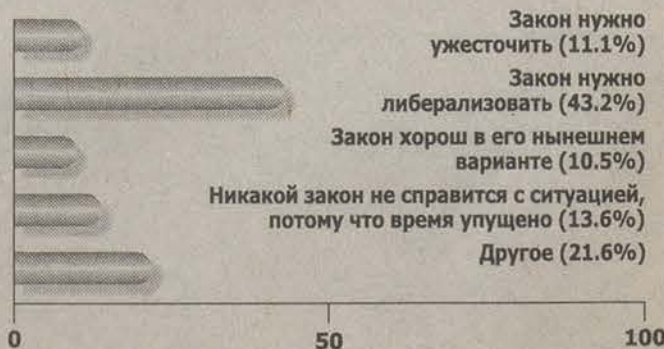 Закон нужно
ужесточить (11.1%)
Закон нужно
либерализовать (43.2%)
Закон хорош в его нынешнем
варианте (10.5%)
Никакой закон не справится с ситуацией,
потому что время упущено (13.6%)
Другое (21.6%)
0 50 100